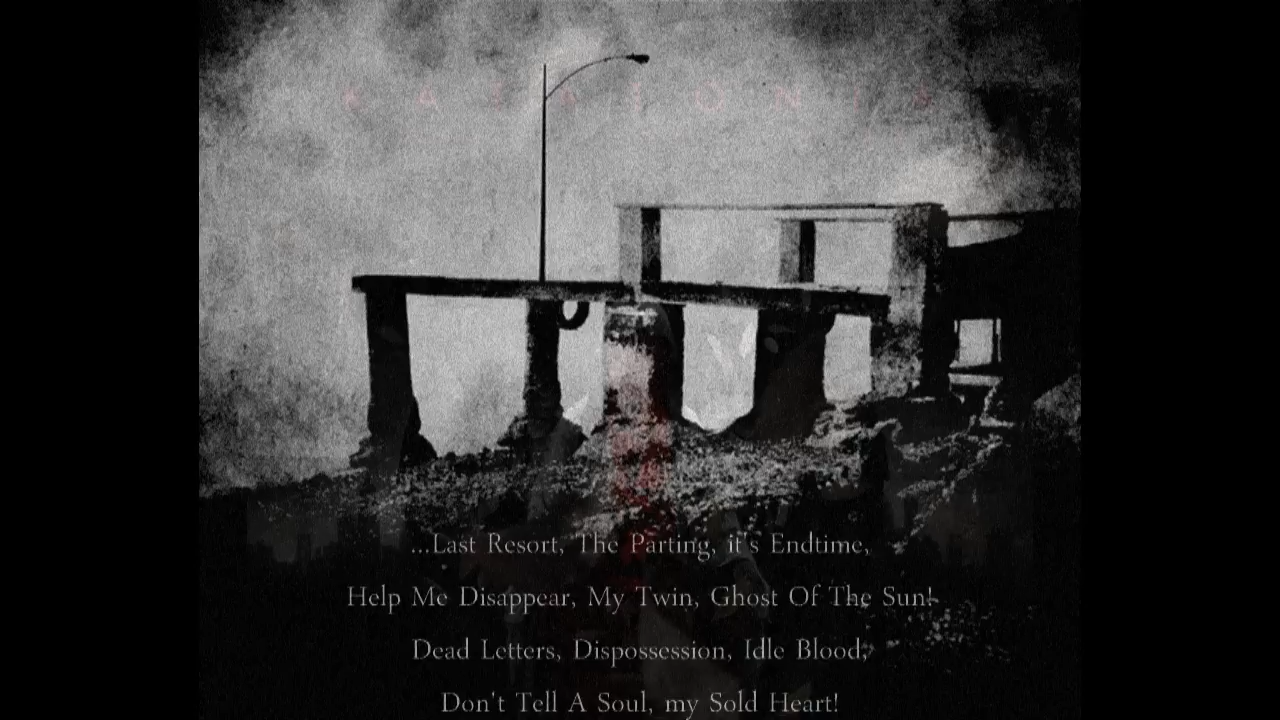 KATATONIA
...Last Resort, The Parting, it's Endtime,
Help Me Disappear, My Twin, Ghost Of The Sun!
Dead Letters, Dispossession, Idle Blood,
Don't Tell A Soul, my Sold Heart!